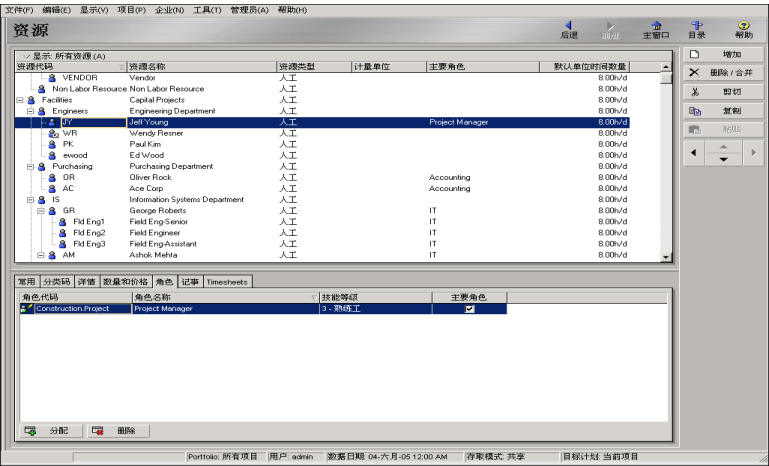 文件(F) 编辑(E) 显示(V) 项目(P) 企业(N) 工具(T) 管理员(A) 帮助(H)
资源 后退 前进 主窗口 目录 帮助
显示: 所有资源 (A)
资源代码 资源名称 资源类型 计量单位 主要角色 默认单位时间数量
VENDOR Vendor 人工 8.00h/d
Non Labor Resource Non Labor Resource 人工 8.00h/d
Facilities Capital Projects 人工 8.00h/d
Engineers Engineering Department 人工 8.00h/d
JY Jeff Young 人工 Project Manager 8.00h/d
WR Wendy Resner 人工 8.00h/d
PK Paul Kim 人工 8.00h/d
ewood Ed Wood 人工 8.00h/d
Purchasing Purchasing Department 人工 8.00h/d
OR Oliver Rock 人工 Accounting 8.00h/d
AC Ace Corp 人工 Accounting 8.00h/d
IS Information Systems Department 人工 8.00h/d
GR George Roberts 人工 IT 8.00h/d
Fld Eng1 Field Eng-Senior 人工 IT 8.00h/d
Fld Eng2 Field Engineer 人工 IT 8.00h/d
Fld Eng3 Field Eng-Assistant 人工 IT 8.00h/d
AM Ashok Mehta 人工 IT 8.00h/d
增加
删除 / 合并
剪切
复制
粘贴
常用 分类码 详情 数量和价格 角色 记事 Timesheets
角色代码 角色名称 技能等级 主要角色
Construction.Project Project Manager 3 - 熟练工
分配 删除
Portfolio: 所有项目 用户: admin 数据日期: 04-六月-05 12:00 AM 存取模式: 共享 目标计划: 当前项目